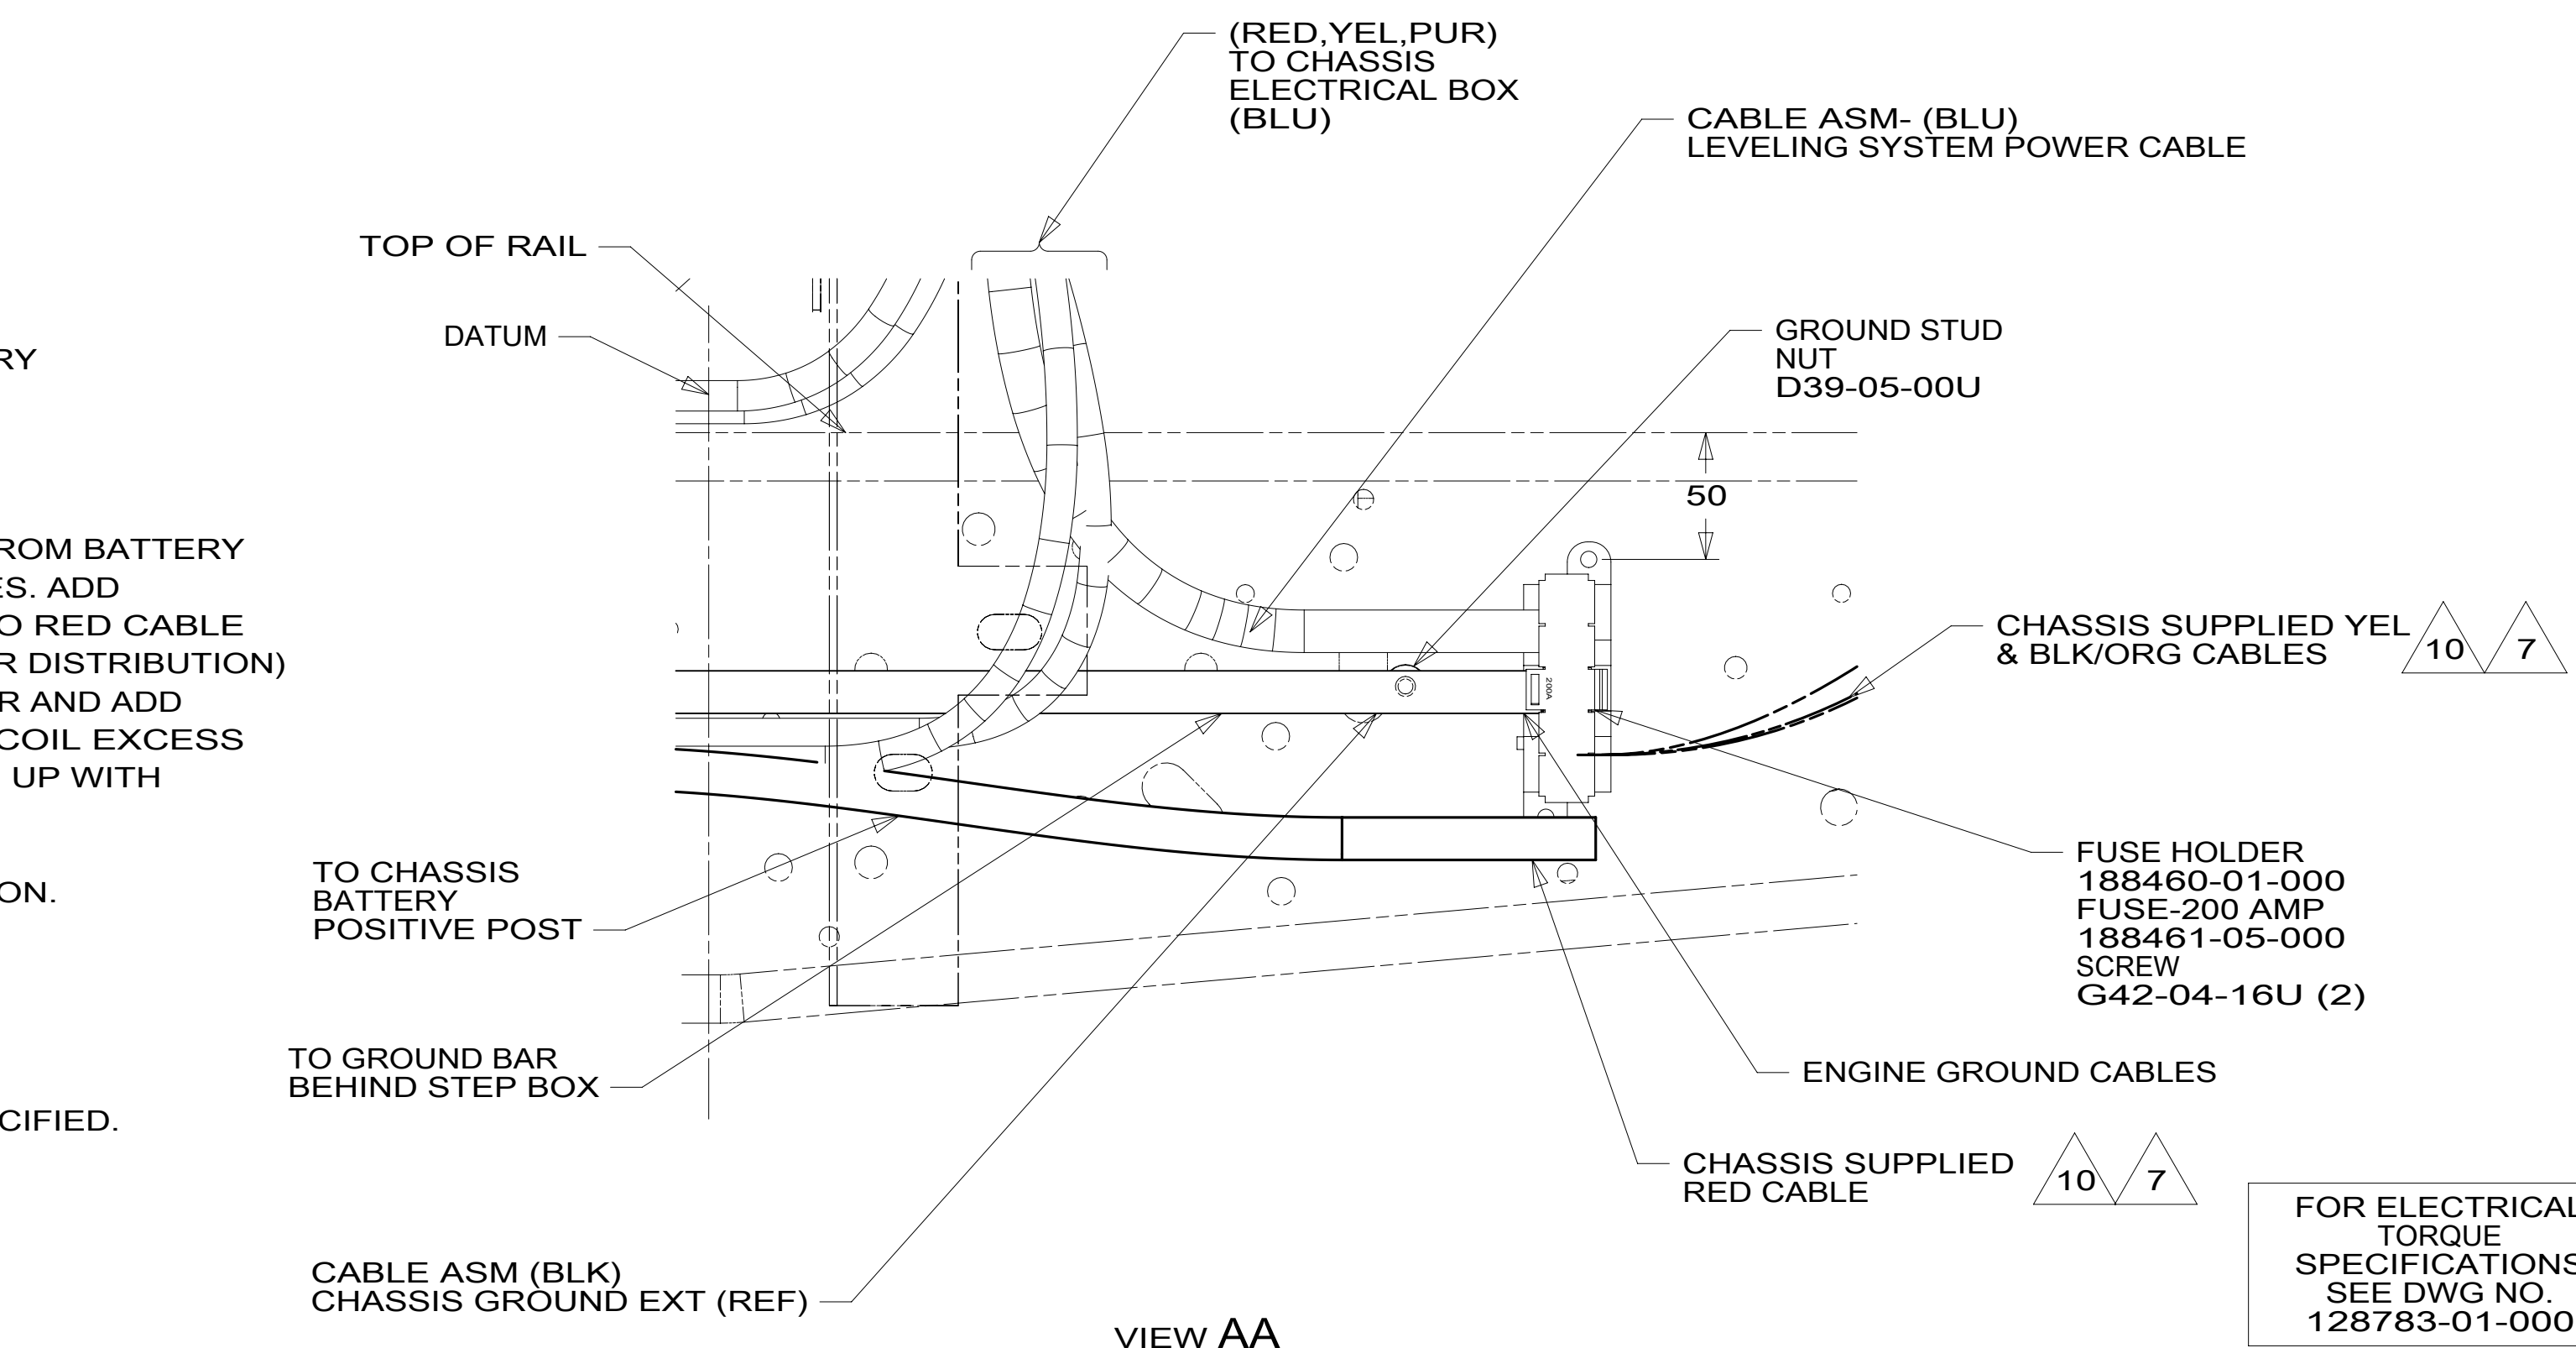 (RED,YEL,PUR)
TO CHASSIS
ELECTRICAL BOX
(BLU)
CABLE ASM- (BLU)
LEVELING SYSTEM POWER CABLE
TOP OF RAIL
DATUM
GROUND STUD
NUT
D39-05-00U
50
RY
ROM BATTERY
ES. ADD
O RED CABLE
R DISTRIBUTION)
R AND ADD
COIL EXCESS
UP WITH
ON.
CIFIED.
200A
CHASSIS SUPPLIED YEL
& BLK/ORG CABLES
10 7
TO CHASSIS
BATTERY
POSITIVE POST
FUSE HOLDER
188460-01-000
FUSE-200 AMP
188461-05-000
SCREW
G42-04-16U (2)
TO GROUND BAR
BEHIND STEP BOX
ENGINE GROUND CABLES
CHASSIS SUPPLIED
RED CABLE
10 7
CABLE ASM (BLK)
CHASSIS GROUND EXT (REF)
VIEW AA
FOR ELECTRICAL
TORQUE
SPECIFICATIONS
SEE DWG NO.
128783-01-000